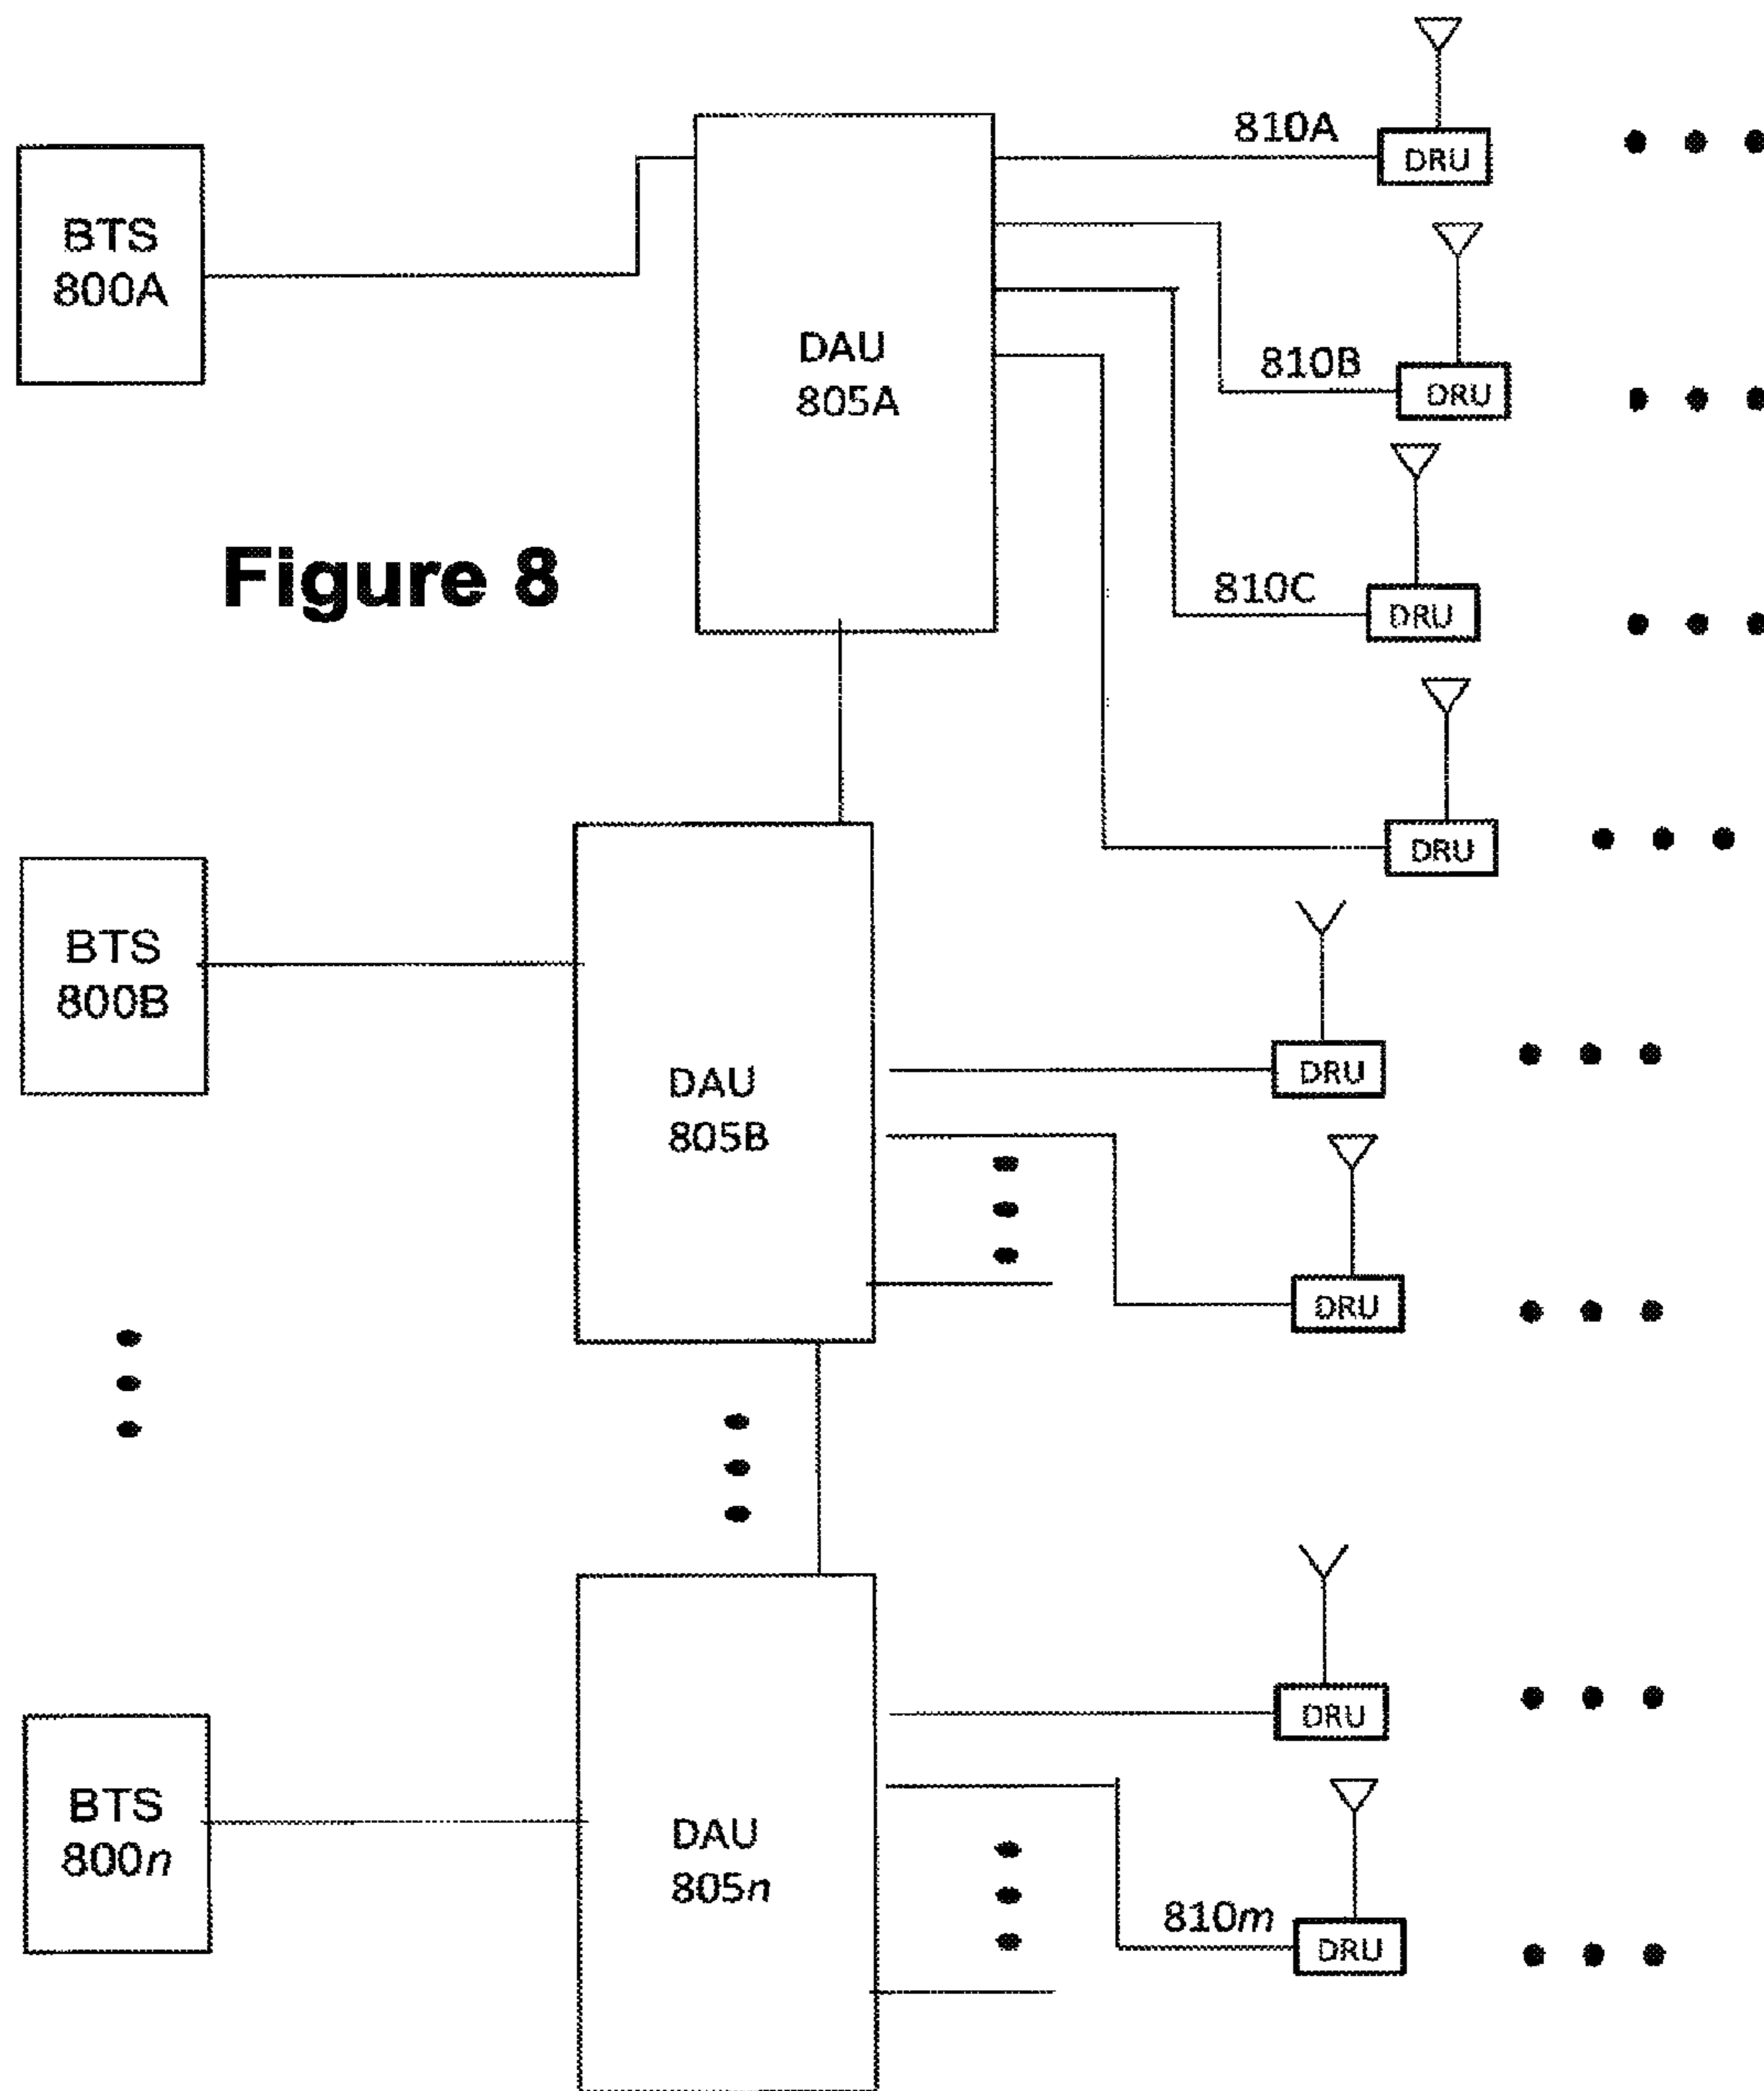 810A
DRU
BTS
800A
DAU
805A
810B
DRU
Figure 8
810C
DRU
DRU
BTS
800B
DAU
805B
DRU
DRU
DRU
BTS
800n
DAU
805n
810m
DRU